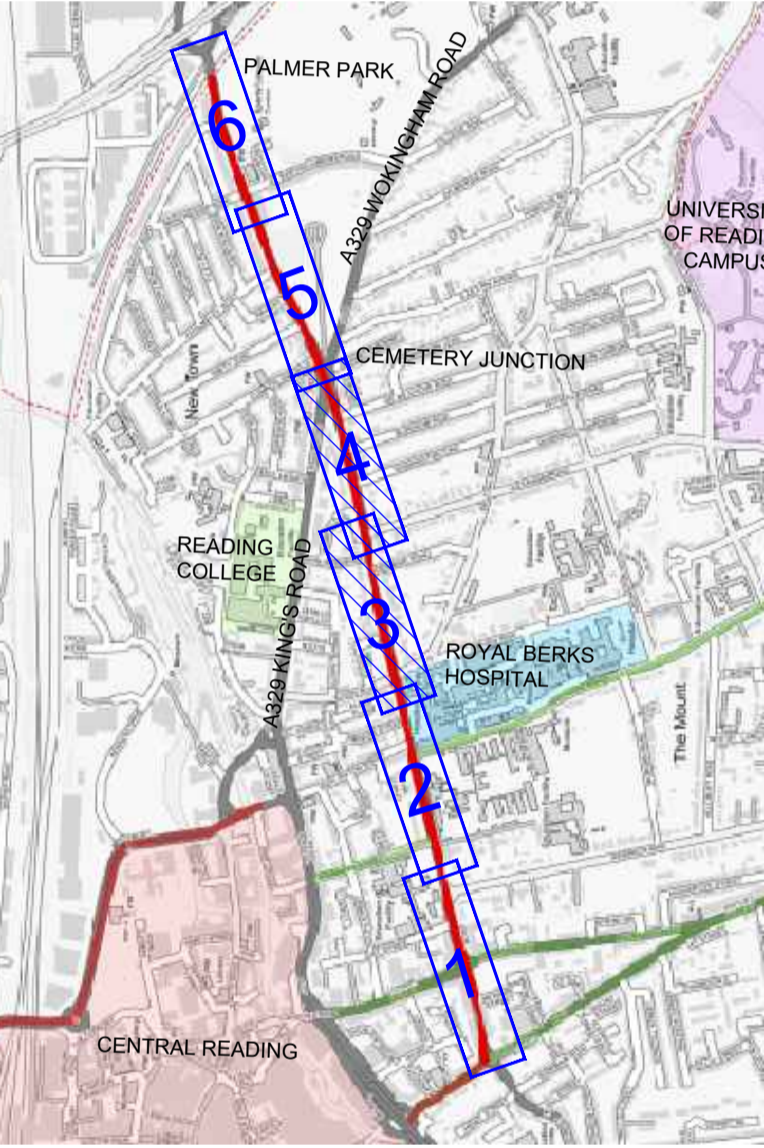 PALMER PARK
A329 WOKINGHAM ROAD
6
UNIVERSI
OF READI
CAMPUS
5
CEMETERY JUNCTION
New Town
4
READING
COLLEGE
A329 KING'S ROAD
3
ROYAL BERKS
HOSPITAL
The Mount
2
1
CENTRAL READING